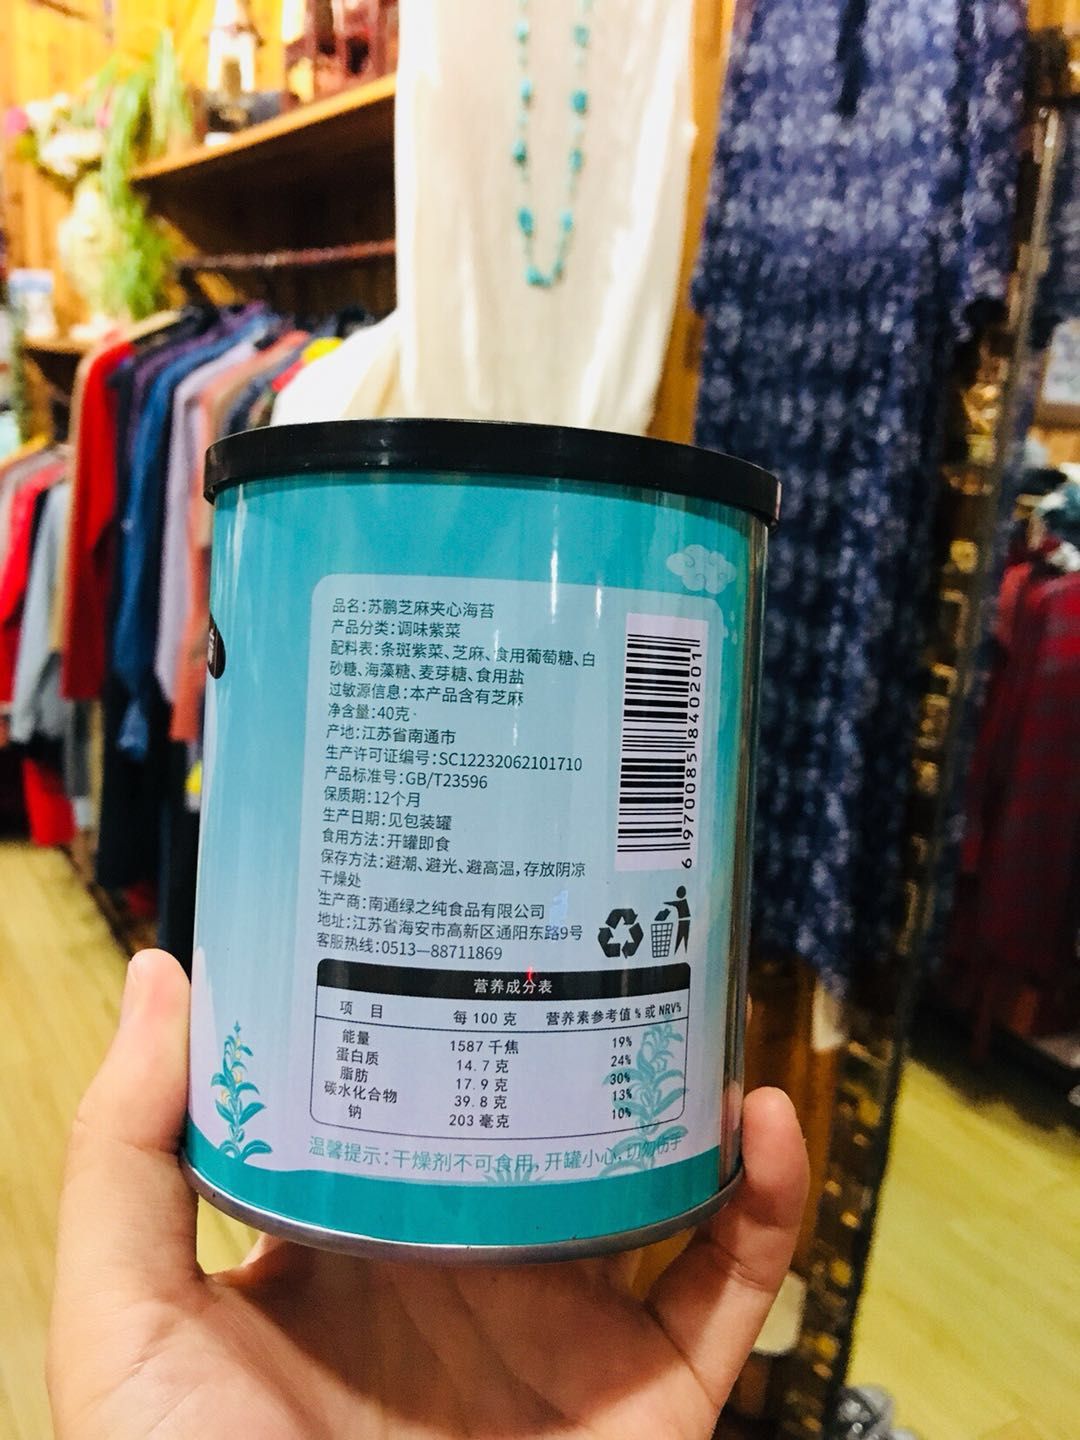 品名:苏鹏芝麻夹心海苔
产品分类:调味紫菜
配料表:条斑紫菜、芝麻、食用葡萄糖、白
砂糖、海藻糖、麦芽糖、食用盐
过敏源信息:本产品含有芝麻
净含量:40克
产地:江苏省南通市
生产许可证编号:SC12232062101710
产品标准号:GB/T23596
保质期:12个月
生产日期:见包装罐
食用方法:开罐即食
保存方法:避潮、避光、避高温,存放阴凉
干燥处
生产商:南通绿之纯食品有限公司
地址:江苏省海安市高新区通阳东路9号
客服热线:0513—88711869
6970085840201
营养成分表
项 目 每100克 营养素参考值%或NRV%
能量 1587千焦 19%
蛋白质 14.7克 24%
脂肪 17.9克 30%
碳水化合物 39.8克 13%
钠 203毫克 10%
温馨提示:干燥剂不可食用,开罐小心,切勿伤手